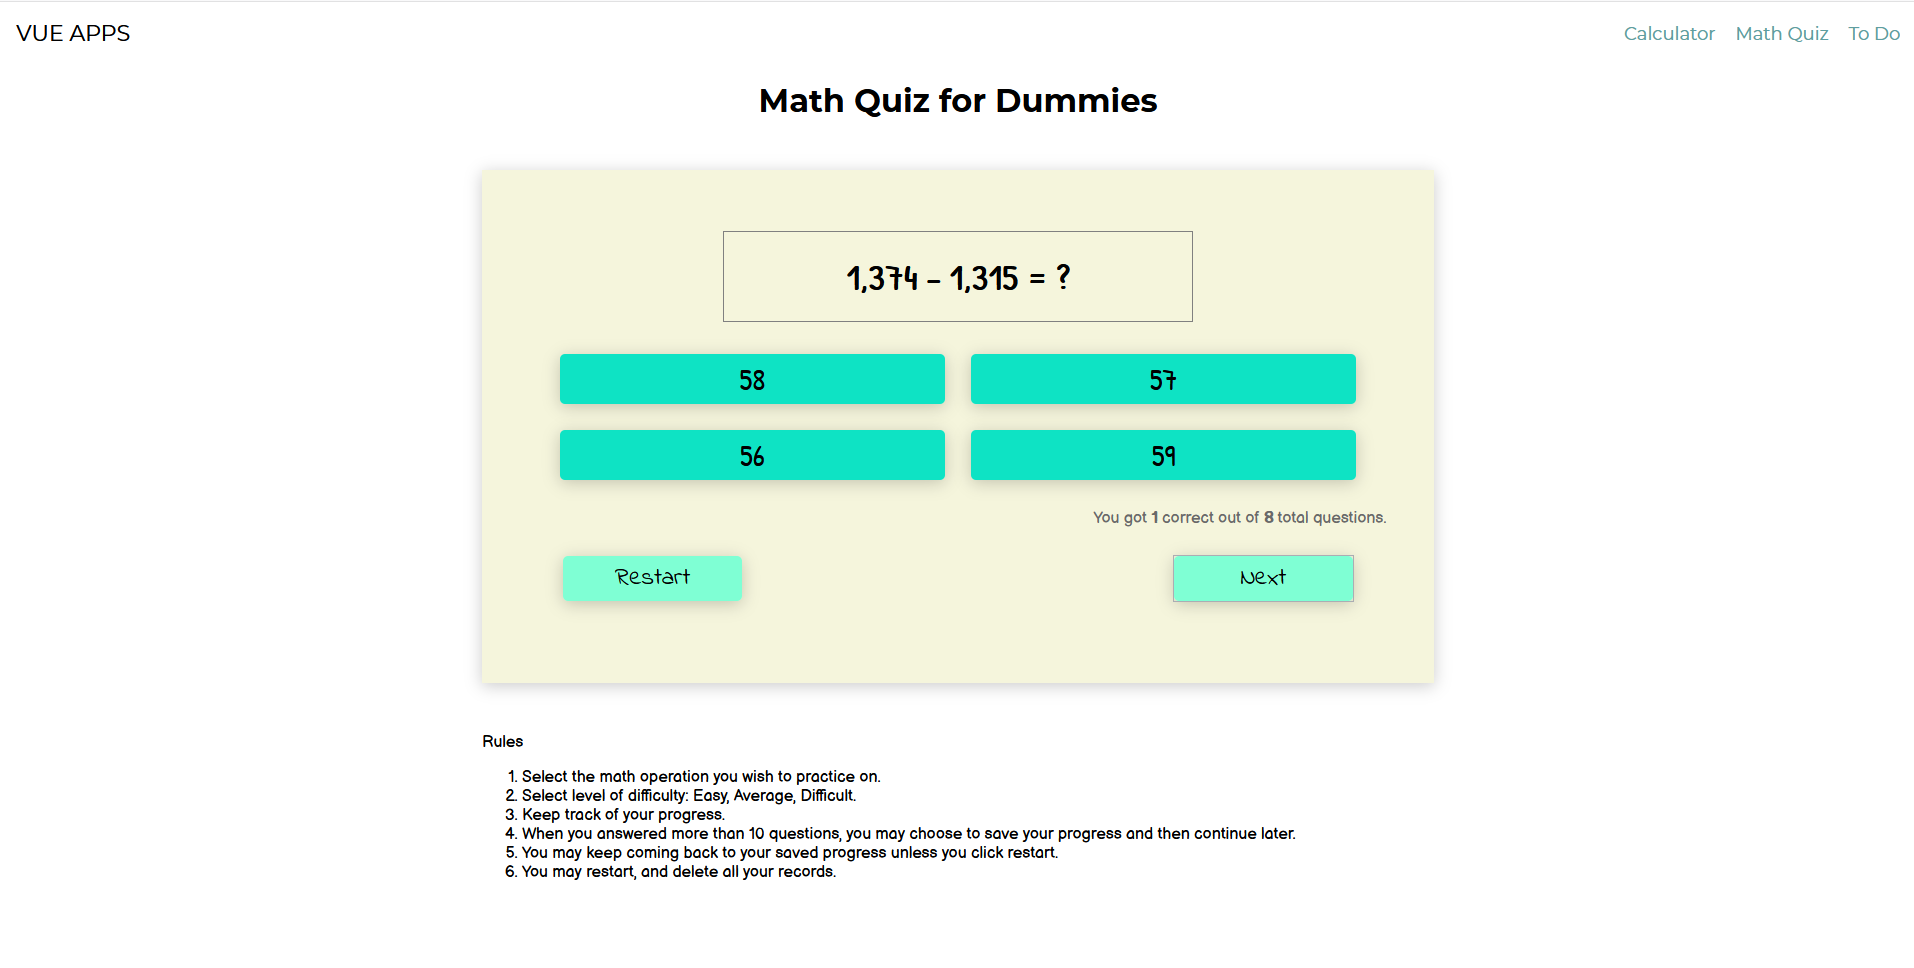 VUE APPS
Calculator Math Quiz To Do
Math Quiz for Dummies
1,374 - 1,315 = ?
58
57
56
59
You got 1 correct out of 8 total questions.
Restart
Next
Rules
1. Select the math operation you wish to practice on.
2. Select level of difficulty: Easy, Average, Difficult.
3. Keep track of your progress.
4. When you answered more than 10 questions, you may choose to save your progress and then continue later.
5. You may keep coming back to your saved progress unless you click restart.
6. You may restart, and delete all your records.